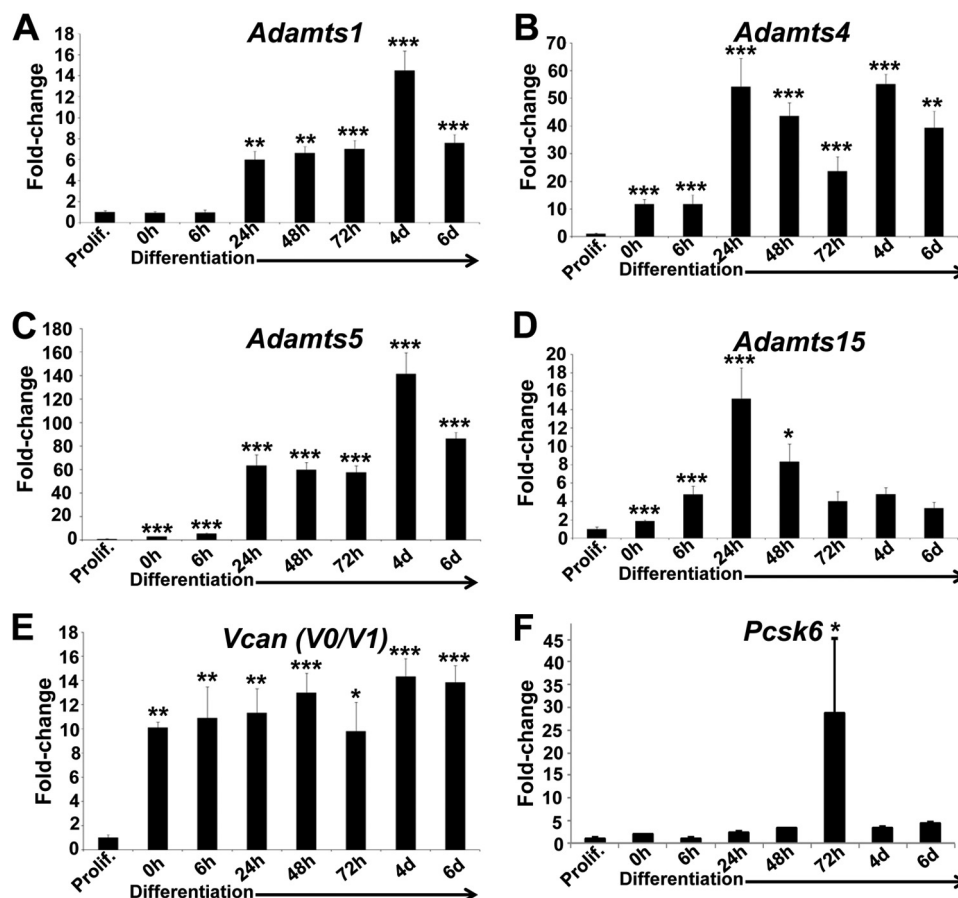 A
Adamts1
Fold-change
18
16
14
12
10
8
6
4
2
0
**
**
***
***
***
Prolif.
0h
6h
24h
48h
72h
4d
6d
Differentiation
B
Adamts4
Fold-change
70
60
50
40
30
20
10
0
***
***
***
***
***
***
**
Prolif.
0h
6h
24h
48h
72h
4d
6d
Differentiation
C
Adamts5
Fold-change
180
160
140
120
100
80
60
40
20
0
***
***
***
***
***
***
***
Prolif.
0h
6h
24h
48h
72h
4d
6d
Differentiation
D
Adamts15
Fold-change
20
18
16
14
12
10
8
6
4
2
0
***
***
***
*
Prolif.
0h
6h
24h
48h
72h
4d
6d
Differentiation
E
Vcan (V0/V1)
Fold-change
18
16
14
12
10
8
6
4
2
0
**
**
**
***
*
***
***
Prolif.
0h
6h
24h
48h
72h
4d
6d
Differentiation
F
Pcsk6
Fold-change
45
40
35
30
25
20
15
10
5
0
*
Prolif.
0h
6h
24h
48h
72h
4d
6d
Differentiation